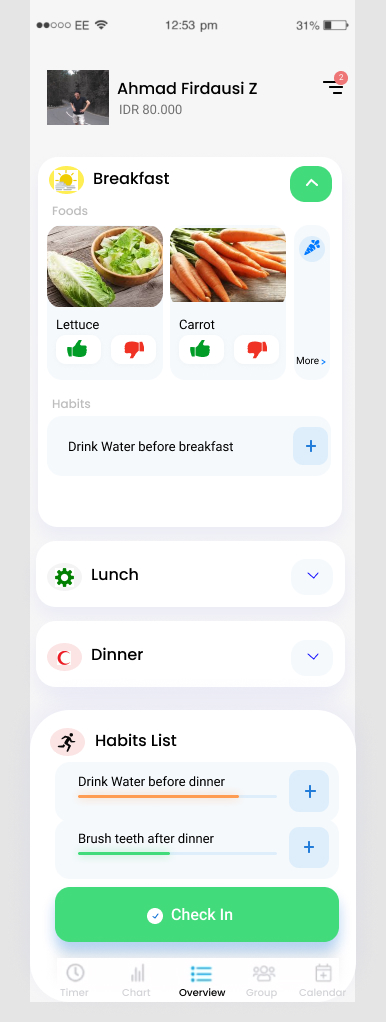 EE 12:53 pm 31%
2
Ahmad Firdausi Z
IDR 80.000
Breakfast
Foods
Lettuce
Carrot
More >
Habits
Drink Water before breakfast
+
Lunch
Dinner
Habits List
Drink Water before dinner
+
Brush teeth after dinner
+
Check In
Timer Chart Overview Group Calendar